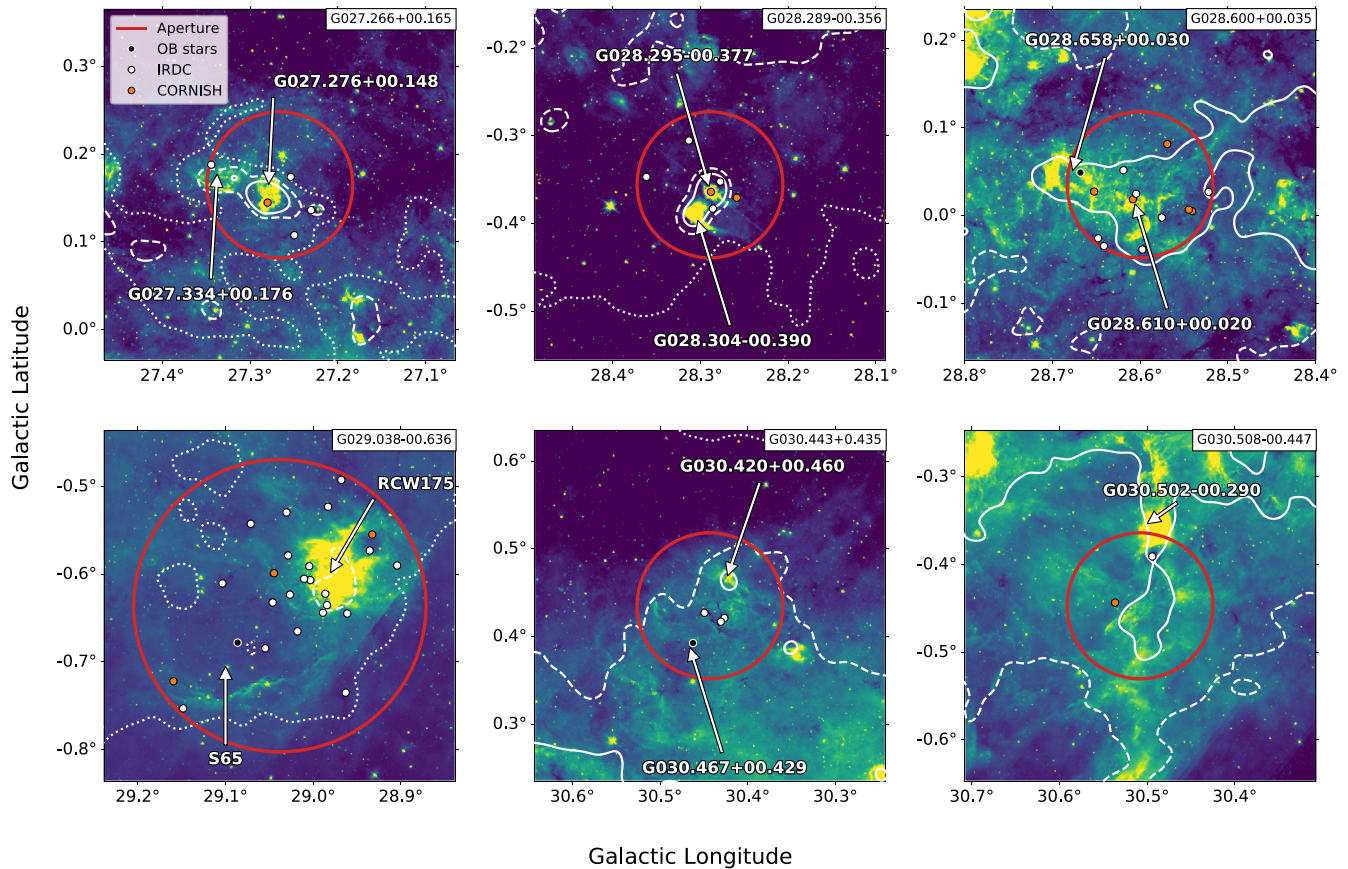 G027.266+00.165
Aperture
OB stars
IRDC
CORNISH
G027.276+00.148
G027.334+00.176
0.3°
0.2°
0.1°
0.0°
27.4 27.3 27.2 27.1
G028.289-00.356
G028.295-00.377
G028.304-00.390
-0.2°
-0.3°
-0.4°
-0.5°
28.4 28.3 28.2 28.1
G028.600+00.035
G028.658+00.030
G028.610+00.020
0.2°
0.1°
0.0°
-0.1°
28.8 28.7° 28.6° 28.5° 28.4°
Galactic Latitude
G029.038-00.636
RCW175
S65
-0.5°
-0.6°
-0.7°
-0.8°
29.2° 29.1° 29.0° 28.9°
G030.443+0.435
G030.420+00.460
G030.467+00.429
0.6°
0.5°
0.4°
0.3°
30.6° 30.5° 30.4° 30.3°
G030.508-00.447
G030.502-00.290
-0.3°
-0.4°
-0.5°
-0.6°
30.7° 30.6° 30.5° 30.4°
Galactic Longitude